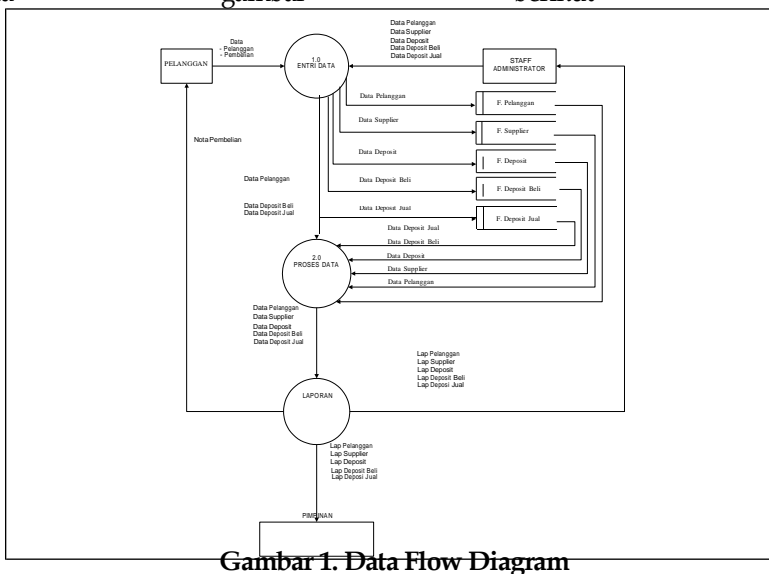 gambar
berikut
Data
- Pelanggan
- Pembelian
PELANGGAN
1.0
ENTRI DATA
Data Pelanggan
Data Supplier
Data Deposit
Data Deposit Beli
Data Deposit Jual
STAFF
ADMINISTRATOR
Data Pelanggan
F. Pelanggan
Data Supplier
F. Supplier
Data Deposit
F. Deposit
Data Deposit Beli
F. Deposit Beli
Data Deposit Jual
F. Deposit Jual
Nota Pembelian
Data Pelanggan
Data Deposit Beli
Data Deposit Jual
Data Deposit Jual
Data Deposit Beli
Data Deposit
Data Supplier
Data Pelanggan
2.0
PROSES DATA
Data Pelanggan
Data Supplier
Data Deposit
Data Deposit Beli
Data Deposit Jual
Lap Pelanggan
Lap Supplier
Lap Deposit
Lap Deposit Beli
Lap Deposi Jual
LAPORAN
Lap Pelanggan
Lap Supplier
Lap Deposit
Lap Deposit Beli
Lap Deposi Jual
PIMPINAN
Gambar 1. Data Flow Diagram